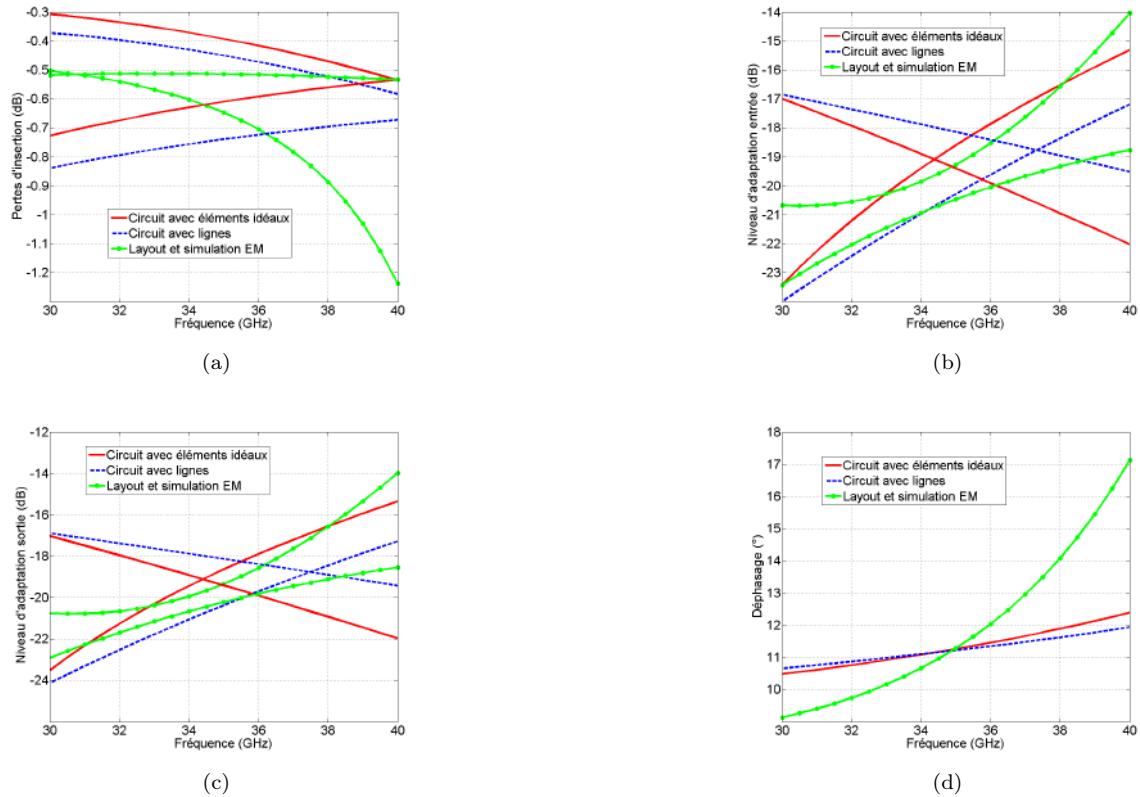 -0.3
-0.4
-0.5
-0.6
-0.7
-0.8
-0.9
-1
-1.1
-1.2
Pertes d'insertion (dB)
Circuit avec éléments idéaux
Circuit avec lignes
Layout et simulation EM
30 32 34 36 38 40
Fréquence (GHz)
(a)
-14
-15
-16
-17
-18
-19
-20
-21
-22
-23
Niveau d'adaptation entrée (dB)
Circuit avec éléments idéaux
Circuit avec lignes
Layout et simulation EM
30 32 34 36 38 40
Fréquence (GHz)
(b)
-12
-14
-16
-18
-20
-22
-24
Niveau d'adaptation sortie (dB)
Circuit avec éléments idéaux
Circuit avec lignes
Layout et simulation EM
30 32 34 36 38 40
Fréquence (GHz)
(c)
18
17
16
15
14
13
12
11
10
Déphasage (°)
Circuit avec éléments idéaux
Circuit avec lignes
Layout et simulation EM
30 32 34 36 38 40
Fréquence (GHz)
(d)